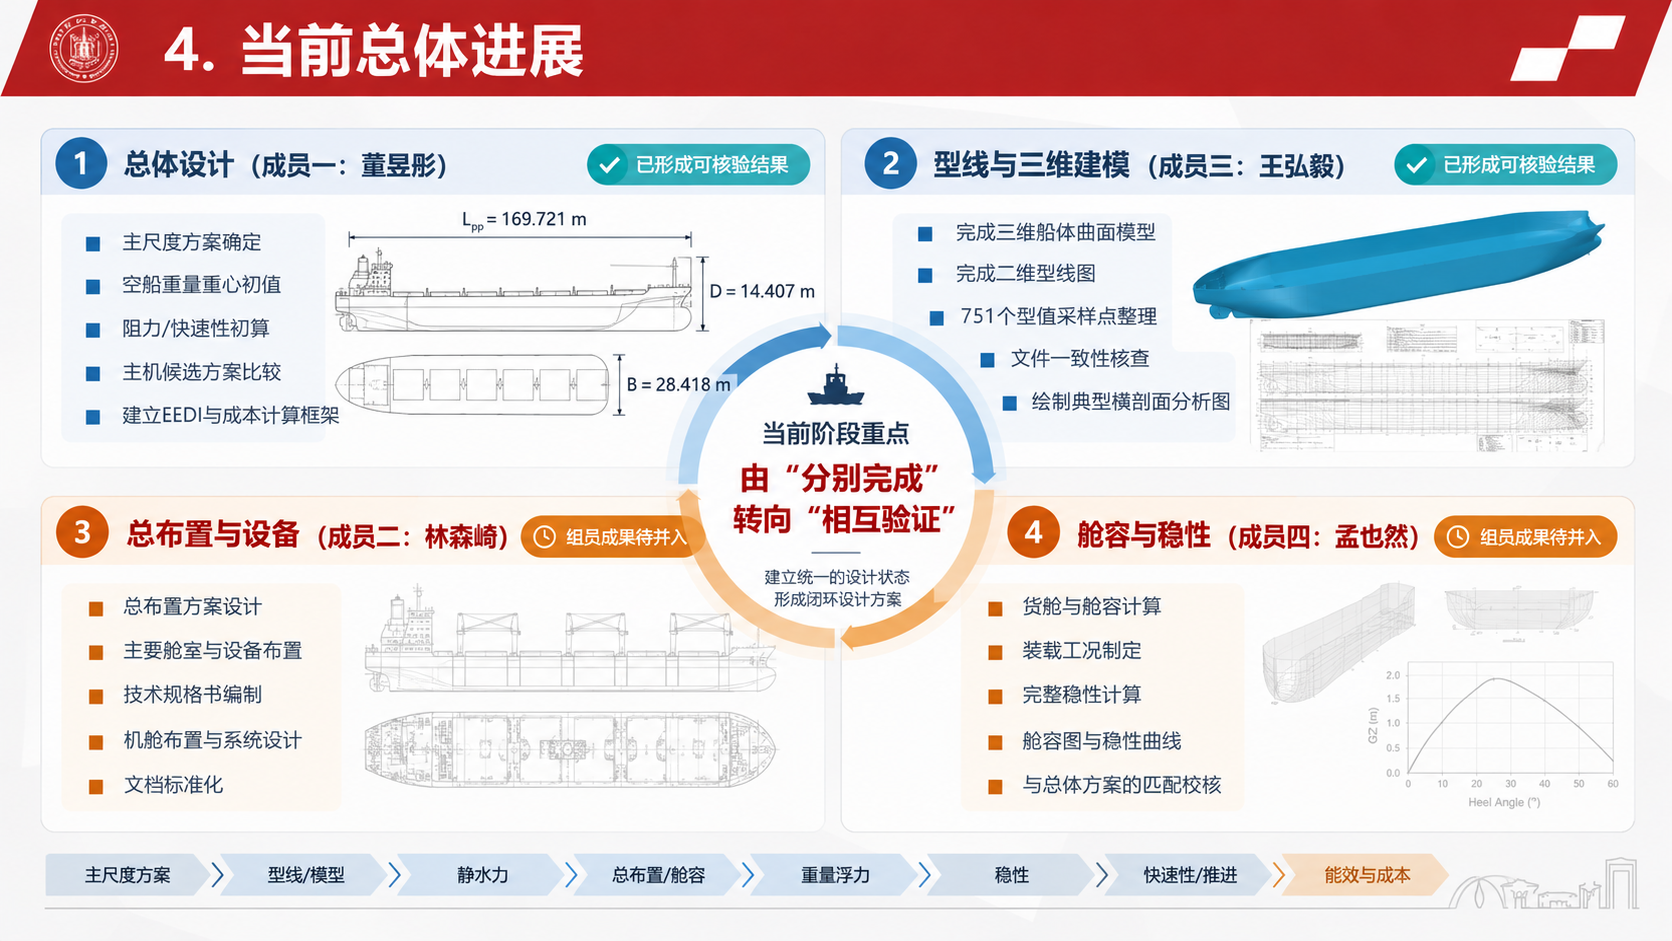 4. 当前总体进展
1 总体设计（成员一：董昱彤）
已形成可核验结果
主尺度方案确定
空船重量重心初值
阻力/快速性初算
主机候选方案比较
建立EEDI与成本计算框架
Lpp = 169.721 m
D = 14.407 m
B = 28.418 m
2 型线与三维建模（成员三：王弘毅）
已形成可核验结果
完成三维船体曲面模型
完成二维型线图
751个型值采样点整理
文件一致性核查
绘制典型横剖面分析图
当前阶段重点
由“分别完成”
转向“相互验证”
建立统一的设计状态
形成闭环设计方案
3 总布置与设备（成员二：林森崎）
组员成果待并入
总布置方案设计
主要舱室与设备布置
技术规格书编制
机舱布置与系统设计
文档标准化
4 舱容与稳性（成员四：孟也然）
组员成果待并入
货舱与舱容计算
装载工况制定
完整稳性计算
舱容图与稳性曲线
与总体方案的匹配校核
GZ (m)
2.0
1.5
1.0
0.5
0.0
0 10 20 30 40 50 60
Heel Angle (°)
主尺度方案
型线/模型
静水力
总布置/舱容
重量浮力
稳性
快速性/推进
能效与成本